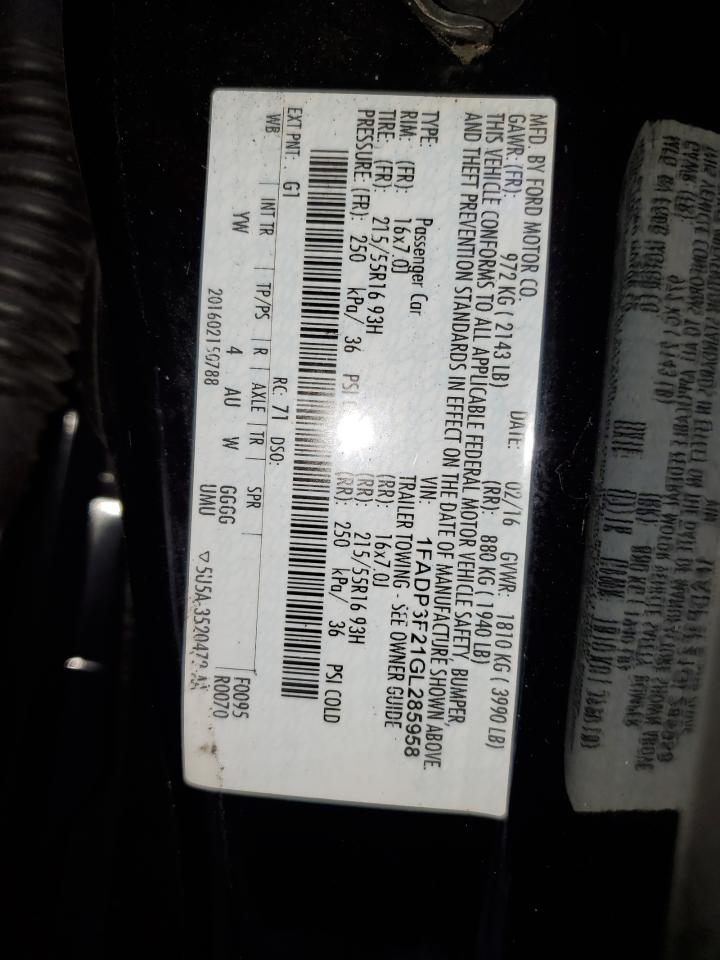 MFD. BY FORD MOTOR CO. DATE: 02/16 GVWR: 1810 KG ( 3990 LB)
GAWR: (FR): 972 KG ( 2143 LB) (RR): 880 KG ( 1940 LB)
THIS VEHICLE CONFORMS TO ALL APPLICABLE FEDERAL MOTOR VEHICLE SAFETY, BUMPER,
AND THEFT PREVENTION STANDARDS IN EFFECT ON THE DATE OF MANUFACTURE SHOWN ABOVE.
VIN: 1FADP3F21GL285958
TYPE: Passenger Car TRAILER TOWING - SEE OWNER GUIDE
RIM: (FR): 16x7.0J (RR): 16x7.0J
TIRE: (FR): 215/55R16 93H (RR): 215/55R16 93H
PRESSURE: (FR): 250 kPa/ 36 PSI (RR): 250 kPa/ 36 PSI COLD
EXT PNT: G1 RC: 71 DSO: F0095
WB INT TR TP/PS R AXLE TR SPR R0070
YW 4 AU W GGGG
UMU